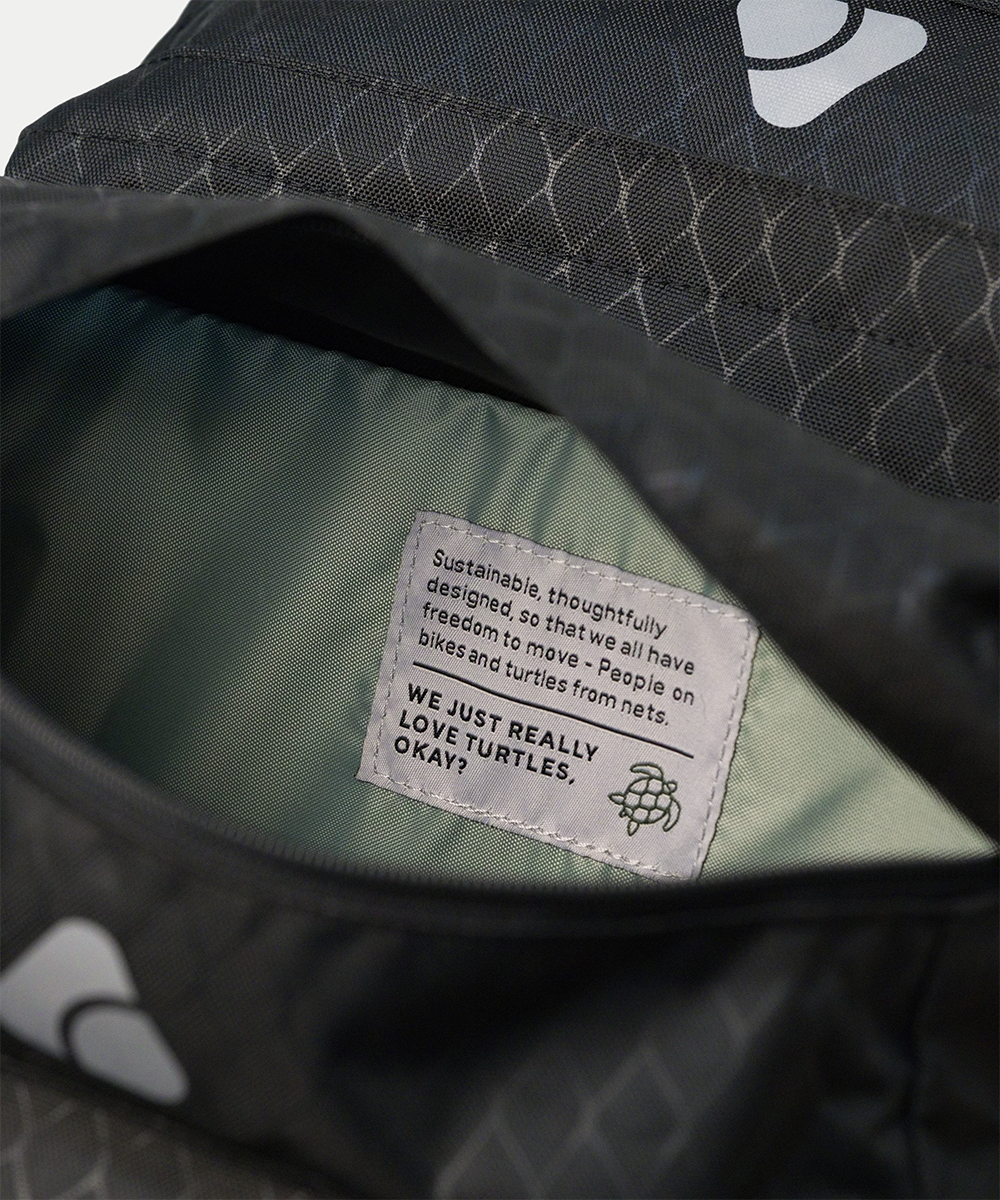 Sustainable, thoughtfully
designed, so that we all have
freedom to move - People on
bikes and turtles from nets.
WE JUST REALLY
LOVE TURTLES,
OKAY?